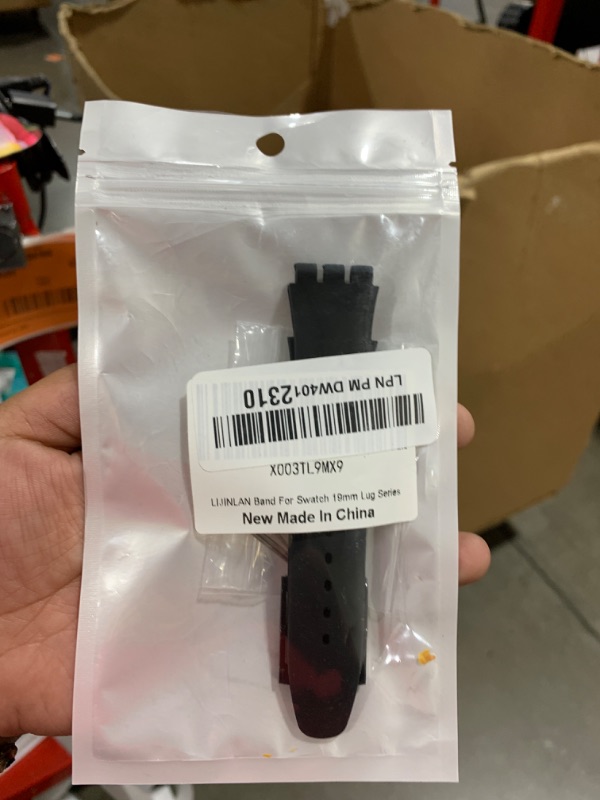 LPN PM DW4012310
X003TL9MX9
LIJINLAN Band For Swatch 19mm Lug Series
New Made In China